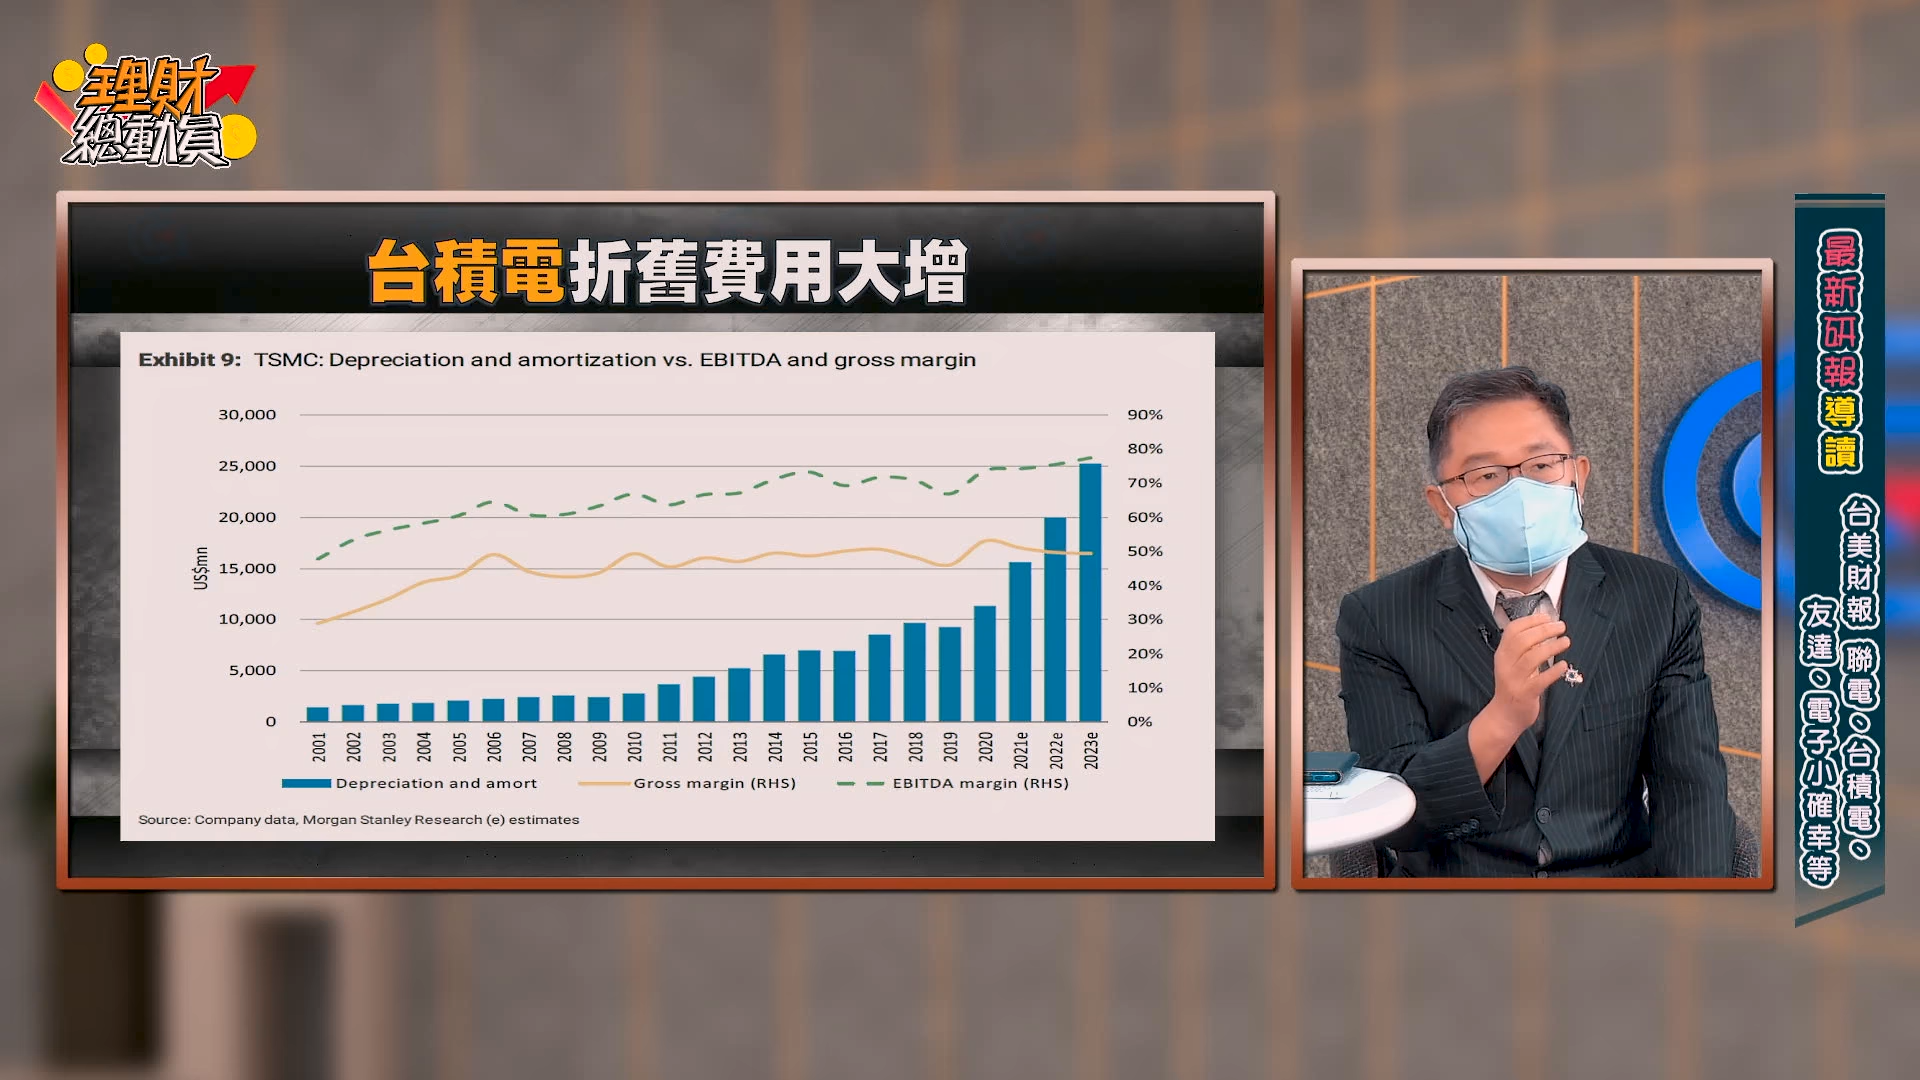 理財
總動員
台積電折舊費用大增
Exhibit 9: TSMC: Depreciation and amortization vs. EBITDA and gross margin
30,000
25,000
20,000
15,000
10,000
5,000
0
US$mn
90%
80%
70%
60%
50%
40%
30%
20%
10%
0%
2001 2002 2003 2004 2005 2006 2007 2008 2009 2010 2011 2012 2013 2014 2015 2016 2017 2018 2019 2020 2021e 2022e 2023e
Depreciation and amort Gross margin (RHS) EBITDA margin (RHS)
Source: Company data, Morgan Stanley Research (e) estimates
最新研報導讀
台美財報 聯電。台積電。
友達。電子小確幸等